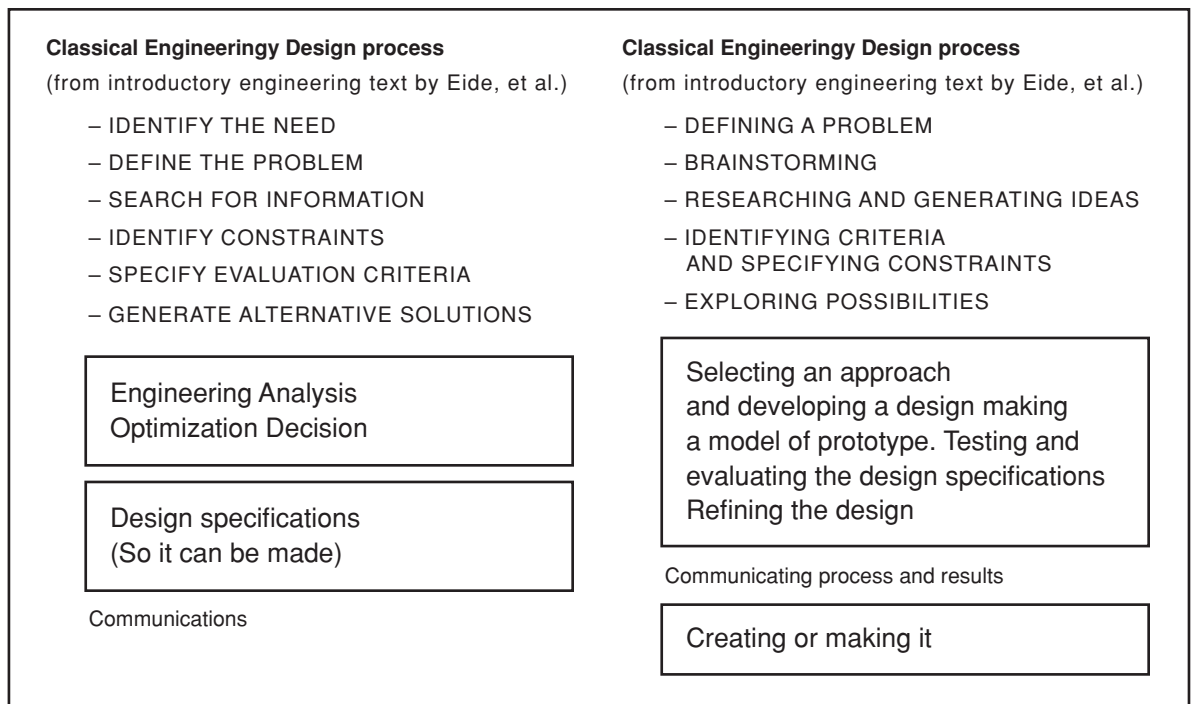 Classical Engineeringy Design process
(from introductory engineering text by Eide, et al.)
– IDENTIFY THE NEED
– DEFINE THE PROBLEM
– SEARCH FOR INFORMATION
– IDENTIFY CONSTRAINTS
– SPECIFY EVALUATION CRITERIA
– GENERATE ALTERNATIVE SOLUTIONS
Engineering Analysis
Optimization Decision
Design specifications
(So it can be made)
Communications
Classical Engineeringy Design process
(from introductory engineering text by Eide, et al.)
– DEFINING A PROBLEM
– BRAINSTORMING
– RESEARCHING AND GENERATING IDEAS
– IDENTIFYING CRITERIA
AND SPECIFYING CONSTRAINTS
– EXPLORING POSSIBILITIES
Selecting an approach
and developing a design making
a model of prototype. Testing and
evaluating the design specifications
Refining the design
Communicating process and results
Creating or making it